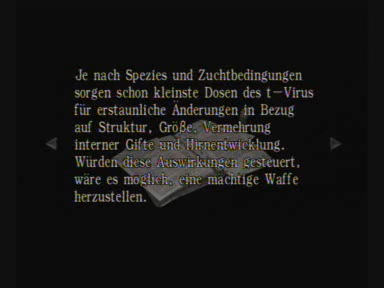 Je nach Spezies und Zuchtbedingungen
sorgen schon kleinste Dosen des t-Virus
für erstaunliche Änderungen in Bezug
auf Struktur, Größe, Vermehrung
interner Gifte und Hirnentwicklung.
Würden diese Auswirkungen gesteuert,
wäre es möglich, eine mächtige Waffe
herzustellen.